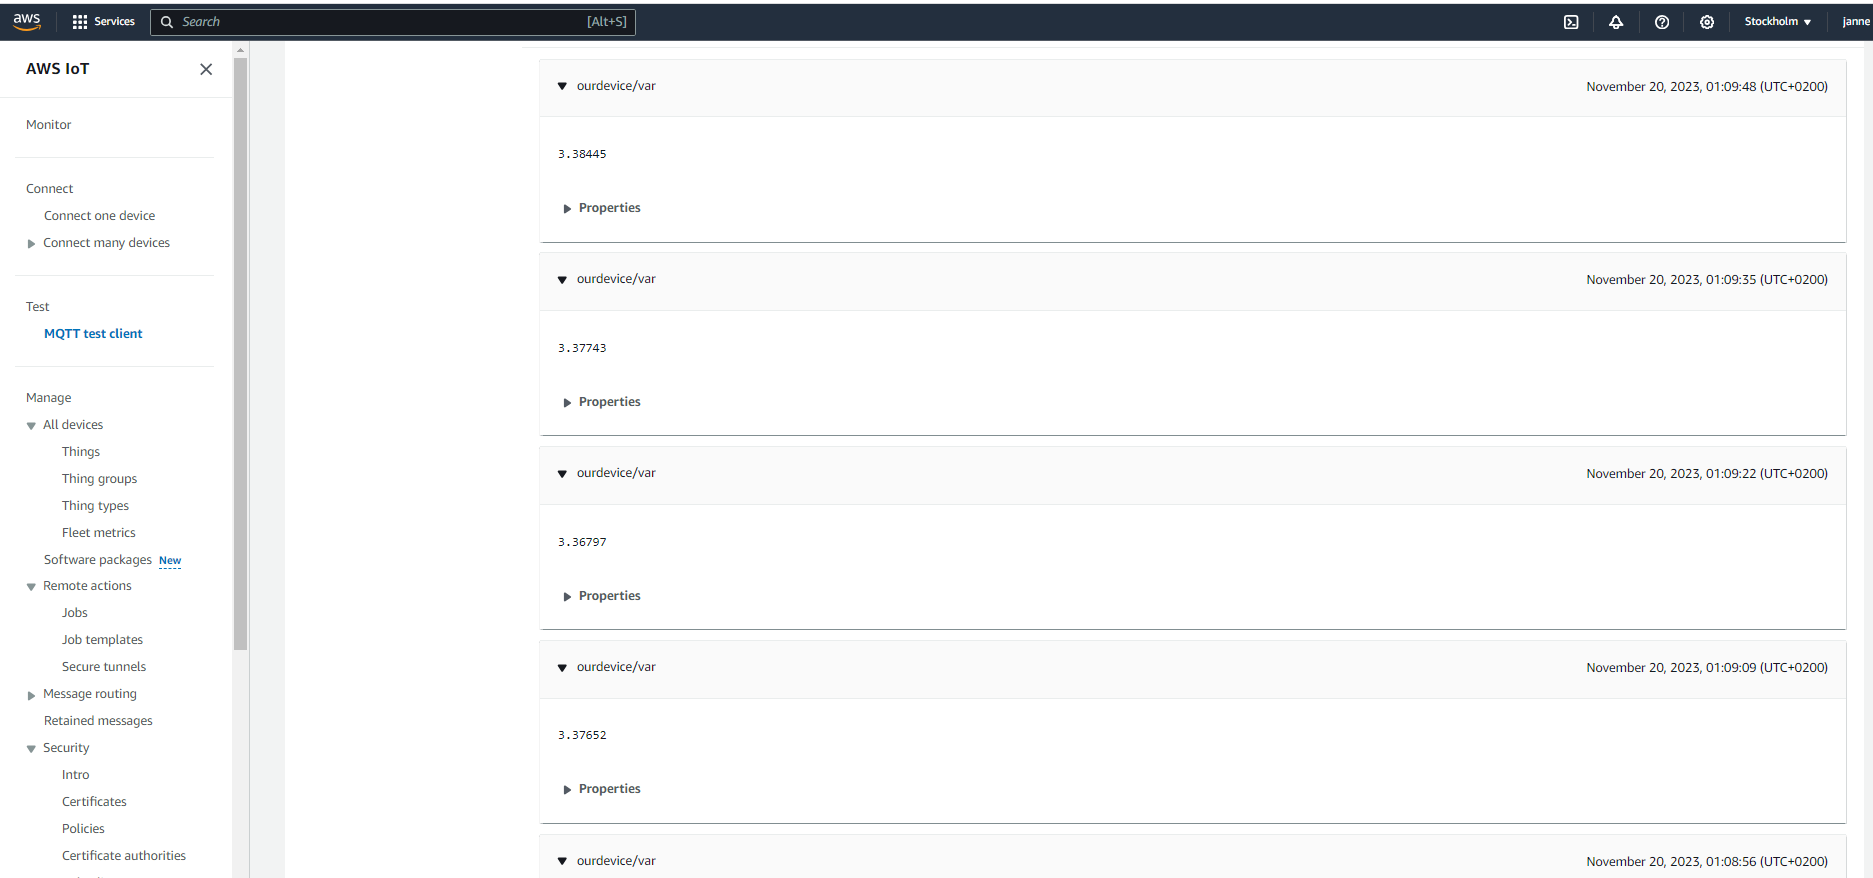 aws
Services
Search
[Alt+S]
Stockholm
janne
AWS IoT
Monitor
Connect
Connect one device
Connect many devices
Test
MQTT test client
Manage
All devices
Things
Thing groups
Thing types
Fleet metrics
Software packages New
Remote actions
Jobs
Job templates
Secure tunnels
Message routing
Retained messages
Security
Intro
Certificates
Policies
Certificate authorities
ourdevice/var
November 20, 2023, 01:09:48 (UTC+0200)
3.38445
Properties
ourdevice/var
November 20, 2023, 01:09:35 (UTC+0200)
3.37743
Properties
ourdevice/var
November 20, 2023, 01:09:22 (UTC+0200)
3.36797
Properties
ourdevice/var
November 20, 2023, 01:09:09 (UTC+0200)
3.37652
Properties
ourdevice/var
November 20, 2023, 01:08:56 (UTC+0200)